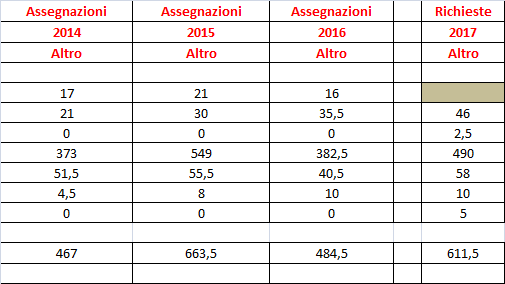 Assegnazioni Assegnazioni Assegnazioni Richieste
2014 2015 2016 2017
Altro Altro Altro Altro
17 21 16
21 30 35,5 46
0 0 0 2,5
373 549 382,5 490
51,5 55,5 40,5 58
4,5 8 10 10
0 0 0 5
467 663,5 484,5 611,5